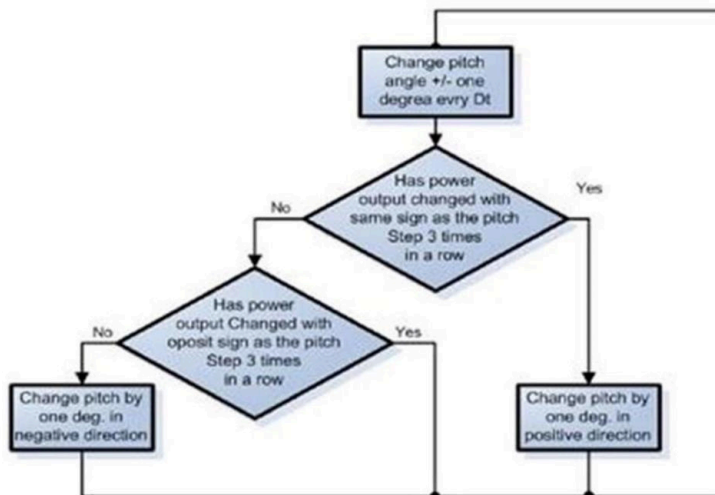 Change pitch
angle +/- one
degrea evry Dt
Has power
output changed with
same sign as the pitch
Step 3 times
in a row
Yes
No
Has power
output Changed with
oposit sign as the pitch
Step 3 times
in a row
No
Yes
Change pitch by
one deg. in
negative direction
Change pitch by
one deg. in
positive direction